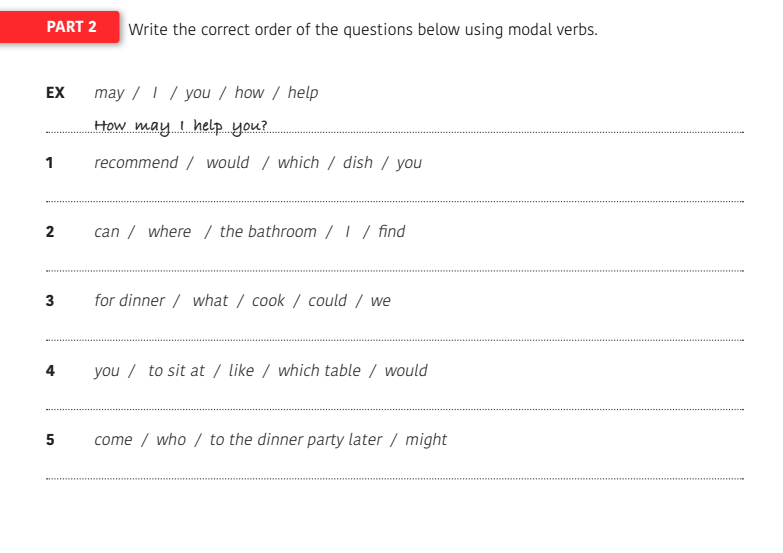 PART 2 Write the correct order of the questions below using modal verbs.
EX may / I / you / how / help
How may I help you?
1 recommend / would / which / dish / you
2 can / where / the bathroom / I / find
3 for dinner / what / cook / could / we
4 you / to sit at / like / which table / would
5 come / who / to the dinner party later / might